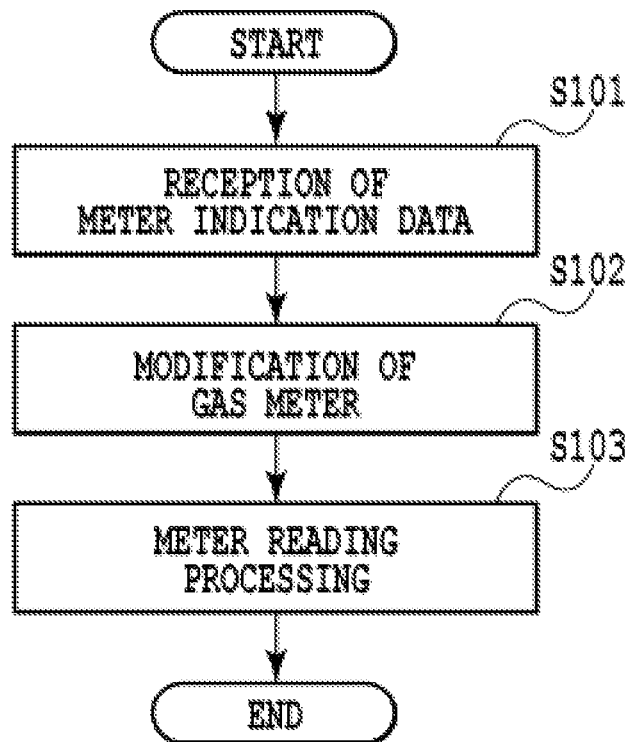 START
S101
RECEPTION OF
METER INDICATION DATA
S102
MODIFICATION OF
GAS METER
S103
METER READING
PROCESSING
END